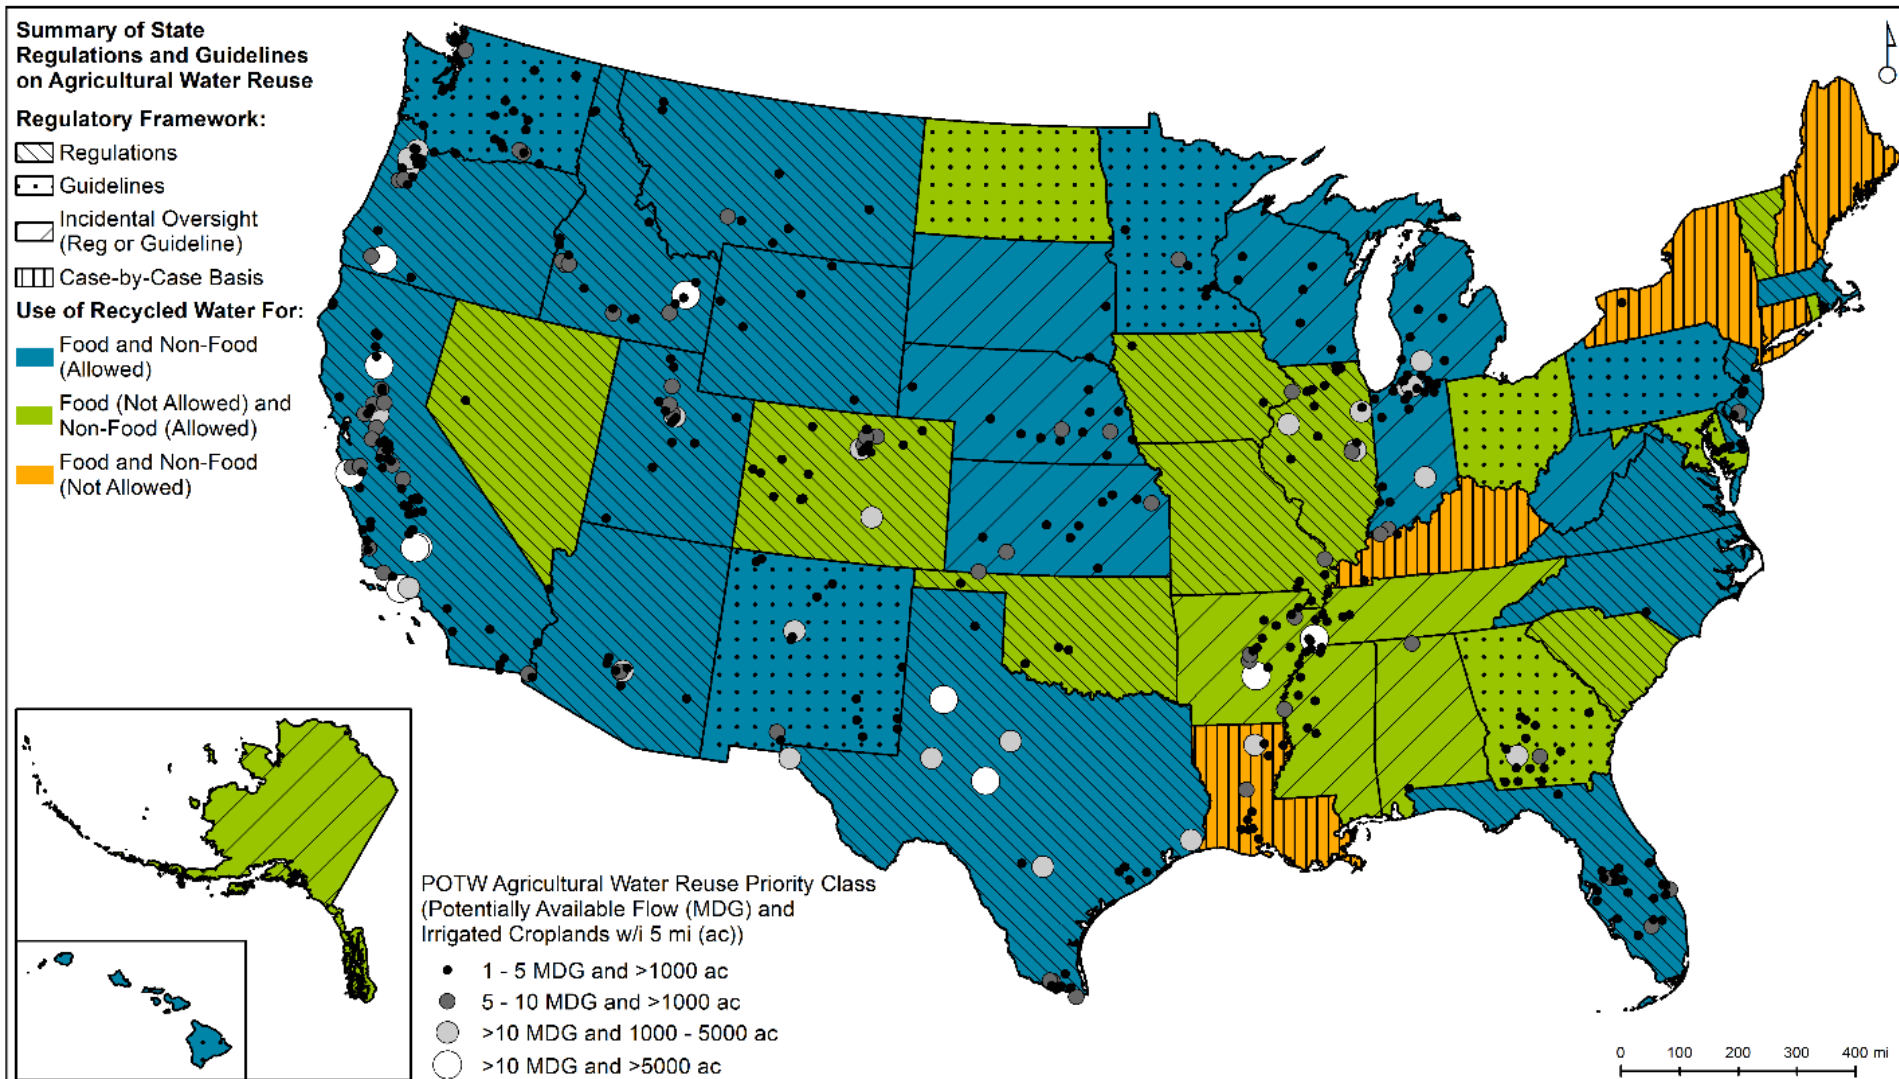 Summary of State
Regulations and Guidelines
on Agricultural Water Reuse
Regulatory Framework:
Regulations
Guidelines
Incidental Oversight
(Reg or Guideline)
Case-by-Case Basis
Use of Recycled Water For:
Food and Non-Food
(Allowed)
Food (Not Allowed) and
Non-Food (Allowed)
Food and Non-Food
(Not Allowed)
POTW Agricultural Water Reuse Priority Class
(Potentially Available Flow (MDG) and
Irrigated Croplands w/i 5 mi (ac))
1 - 5 MDG and >1000 ac
5 - 10 MDG and >1000 ac
>10 MDG and 1000 - 5000 ac
>10 MDG and >5000 ac
0 100 200 300 400 mi